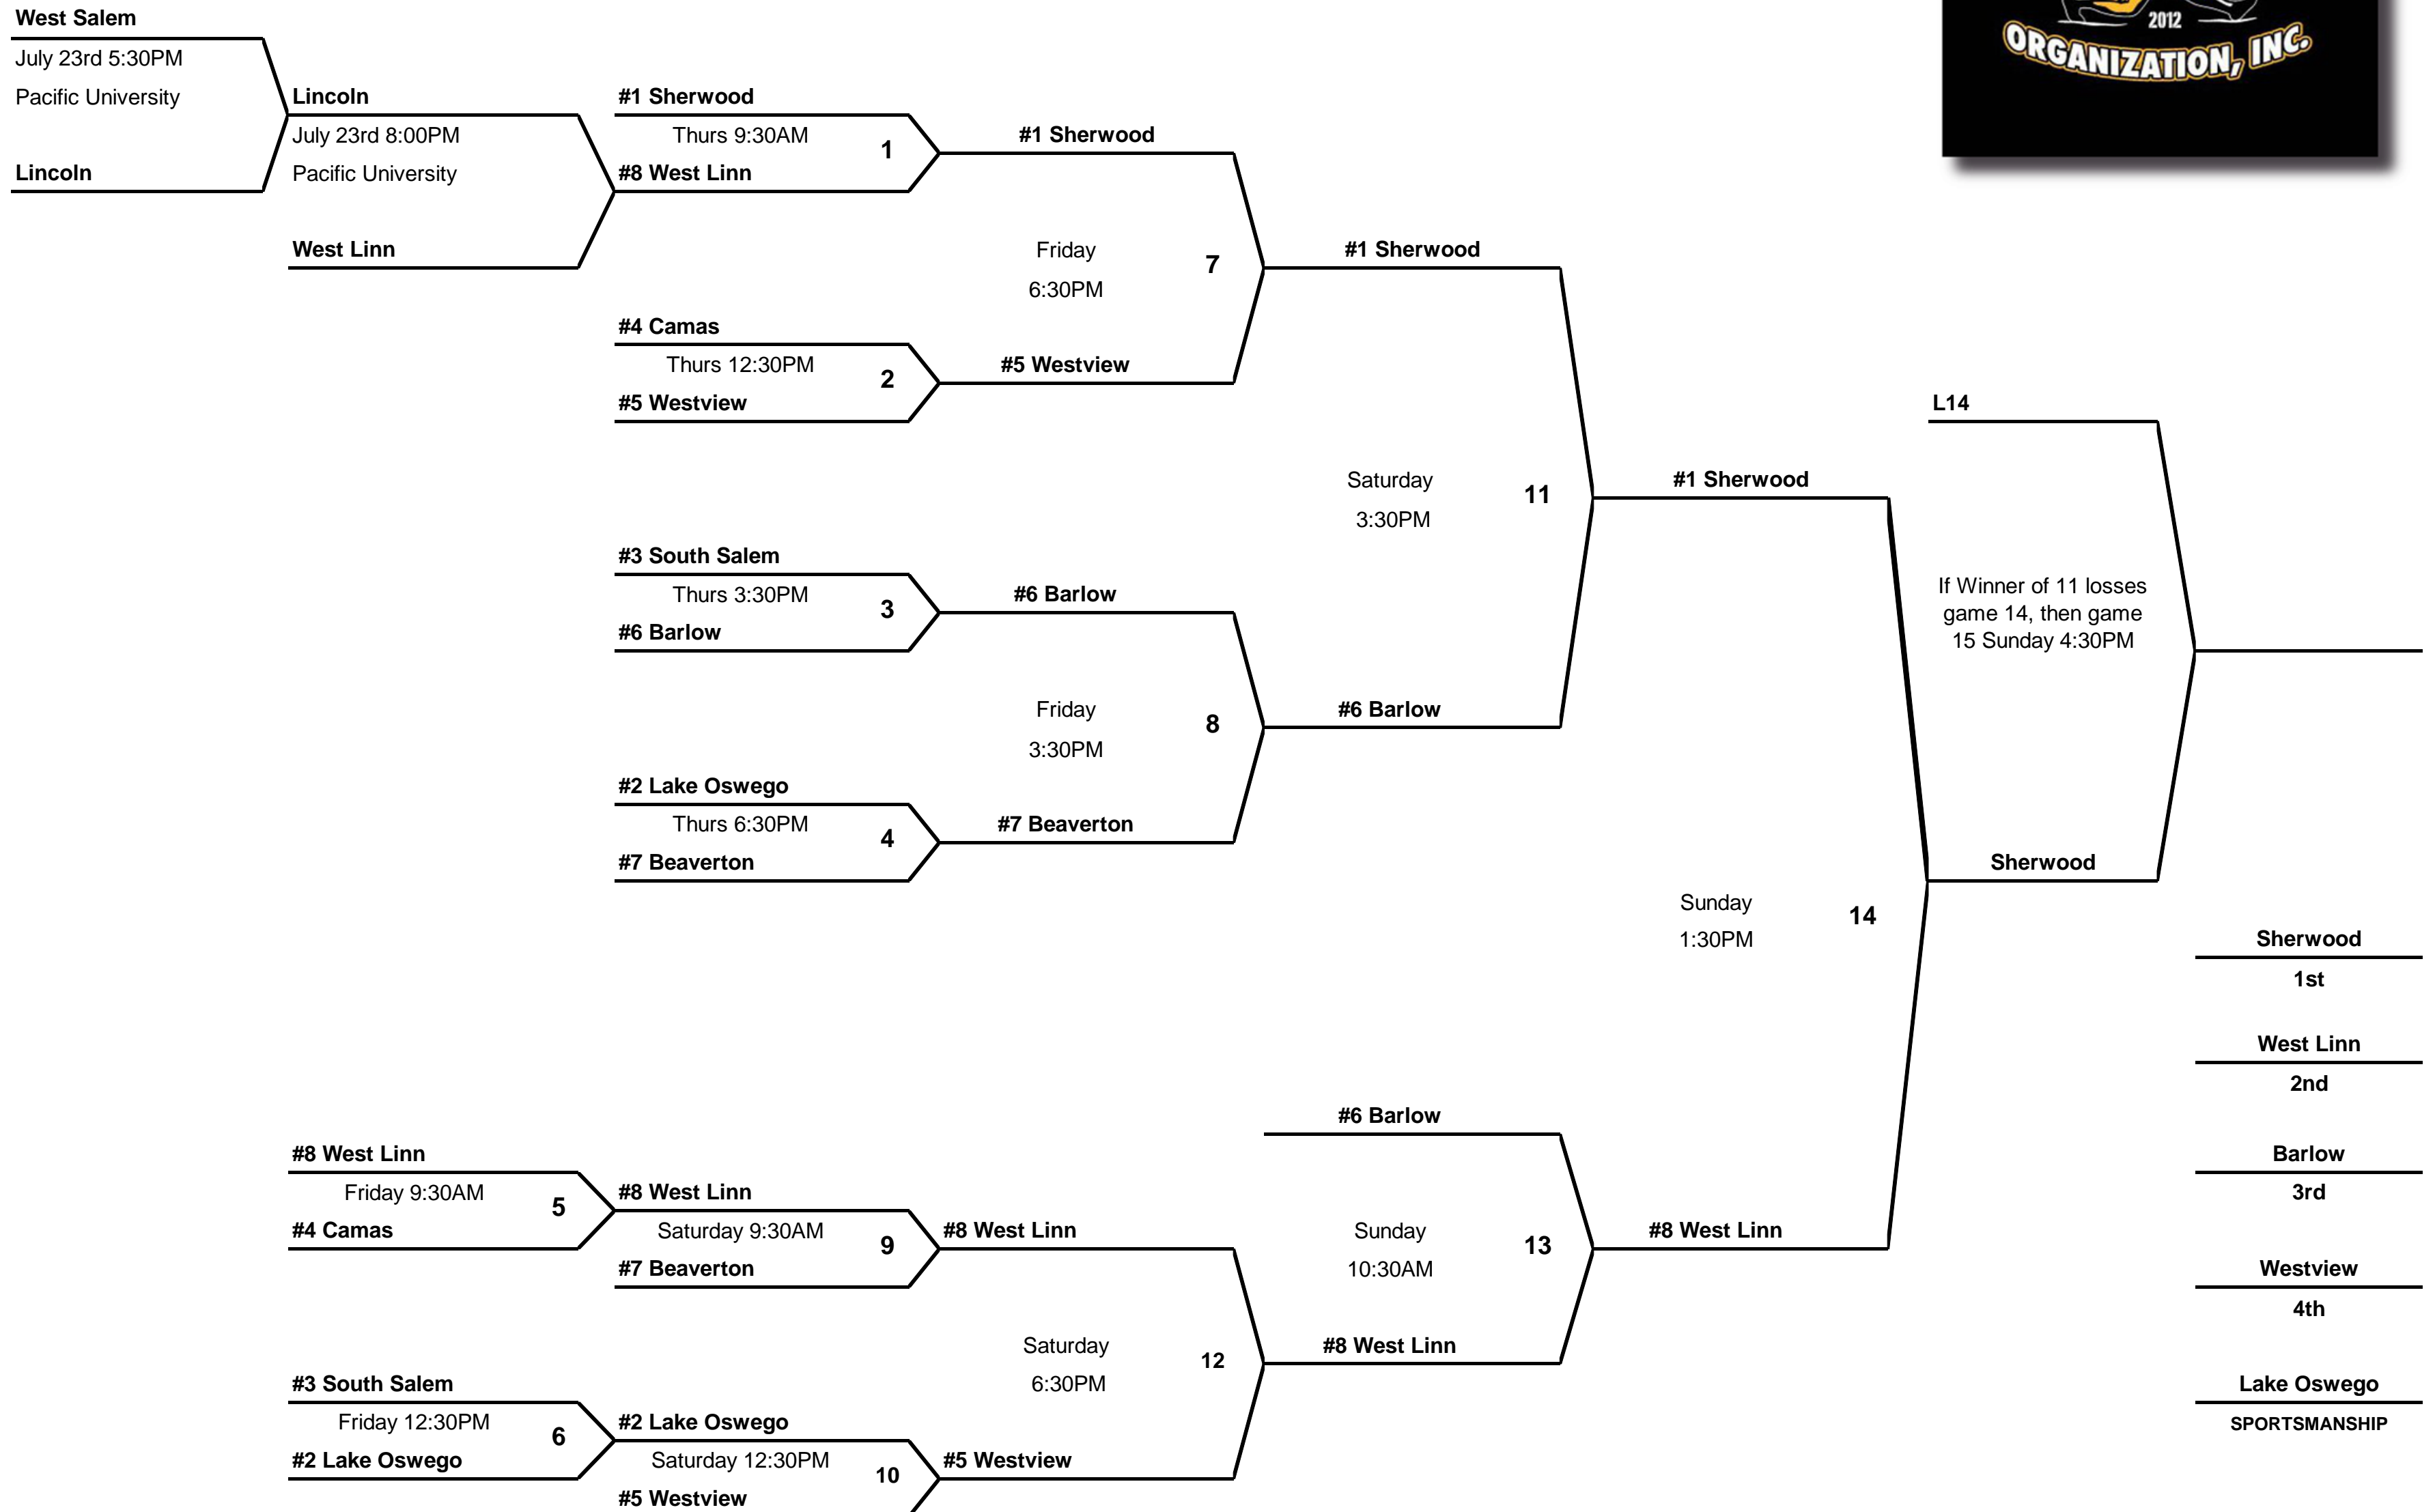 2012
ORGANIZATION, INC.
West Salem
July 23rd 5:30PM
Pacific University
Lincoln
Lincoln
July 23rd 8:00PM
Pacific University
West Linn
#1 Sherwood
Thurs 9:30AM
1
#8 West Linn
#4 Camas
Thurs 12:30PM
2
#5 Westview
#3 South Salem
Thurs 3:30PM
3
#6 Barlow
#2 Lake Oswego
Thurs 6:30PM
4
#7 Beaverton
#1 Sherwood
Friday
6:30PM
7
#5 Westview
#6 Barlow
Friday
3:30PM
8
#7 Beaverton
#1 Sherwood
Saturday
3:30PM
11
#6 Barlow
#1 Sherwood
Sunday
1:30PM
14
L14
If Winner of 11 losses
game 14, then game
15 Sunday 4:30PM
Sherwood
#8 West Linn
Friday 9:30AM
5
#4 Camas
#3 South Salem
Friday 12:30PM
6
#2 Lake Oswego
#8 West Linn
Saturday 9:30AM
9
#7 Beaverton
#2 Lake Oswego
Saturday 12:30PM
10
#5 Westview
#8 West Linn
Saturday
6:30PM
12
#5 Westview
#6 Barlow
Sunday
10:30AM
13
#8 West Linn
#8 West Linn
Sherwood
1st
West Linn
2nd
Barlow
3rd
Westview
4th
Lake Oswego
SPORTSMANSHIP